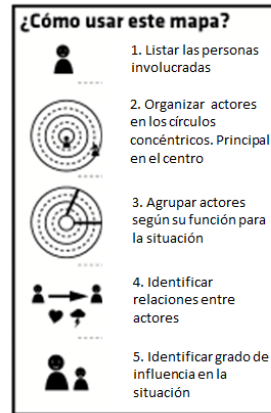 ¿Cómo usar este mapa?
1. Listar las personas
involucradas
2. Organizar actores
en los círculos
concéntricos. Principal
en el centro
3. Agrupar actores
según su función para
la situación
4. Identificar
relaciones entre
actores
5. Identificar grado de
influencia en la
situación